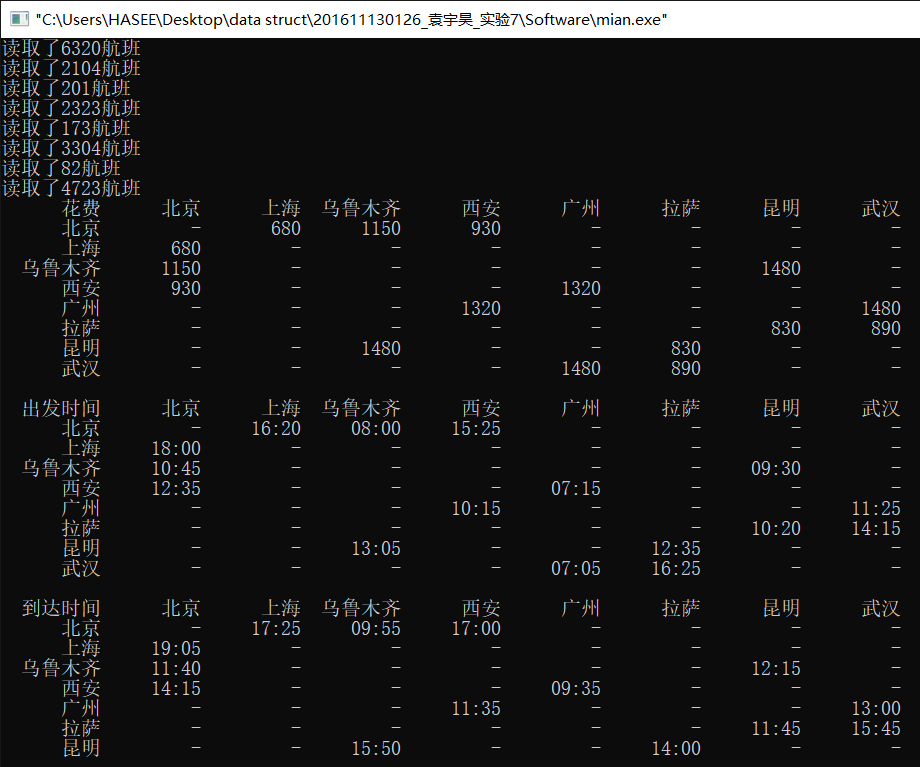 "C:\Users\HASEE\Desktop\data struct\201611130126_袁宇昊_实验7\Software\mian.exe"
读取了6320航班
读取了2104航班
读取了201航班
读取了2323航班
读取了173航班
读取了3304航班
读取了82航班
读取了4723航班
花费 北京 上海 乌鲁木齐 西安 广州 拉萨 昆明 武汉
北京 - 680 1150 930 - - - -
上海 680 - - - - - - -
乌鲁木齐 1150 - - - - - 1480 -
西安 930 - - - 1320 - - -
广州 - - - 1320 - - - 1480
拉萨 - - - - - - 830 890
昆明 - - 1480 - - 830 - -
武汉 - - - - 1480 890 - -
出发时间 北京 上海 乌鲁木齐 西安 广州 拉萨 昆明 武汉
北京 - 16:20 08:00 15:25 - - - -
上海 18:00 - - - - - - -
乌鲁木齐 10:45 - - - - - 09:30 -
西安 12:35 - - - 07:15 - - -
广州 - - - 10:15 - - - 11:25
拉萨 - - - - - - 10:20 14:15
昆明 - - 13:05 - - 12:35 - -
武汉 - - - - 07:05 16:25 - -
到达时间 北京 上海 乌鲁木齐 西安 广州 拉萨 昆明 武汉
北京 - 17:25 09:55 17:00 - - - -
上海 19:05 - - - - - - -
乌鲁木齐 11:40 - - - - - 12:15 -
西安 14:15 - - - 09:35 - - -
广州 - - - 11:35 - - - 13:00
拉萨 - - - - - - 11:45 15:45
昆明 - - 15:50 - - 14:00 - -